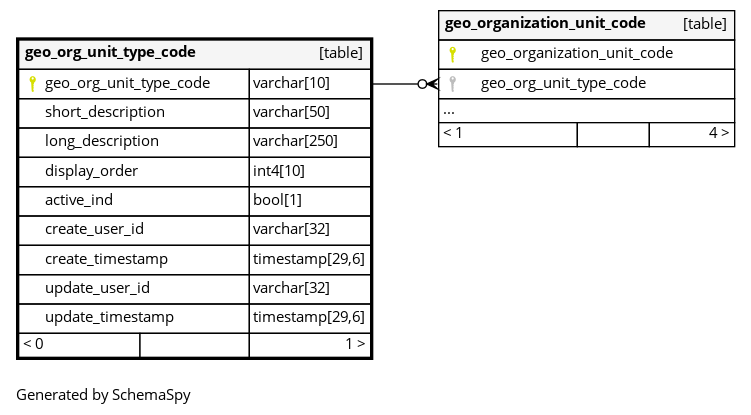 geo_org_unit_type_code [table]
geo_org_unit_type_code varchar[10]
short_description varchar[50]
long_description varchar[250]
display_order int4[10]
active_ind bool[1]
create_user_id varchar[32]
create_timestamp timestamp[29,6]
update_user_id varchar[32]
update_timestamp timestamp[29,6]
< 0 1 >
geo_organization_unit_code [table]
geo_organization_unit_code
geo_org_unit_type_code
...
< 1 4 >
Generated by SchemaSpy